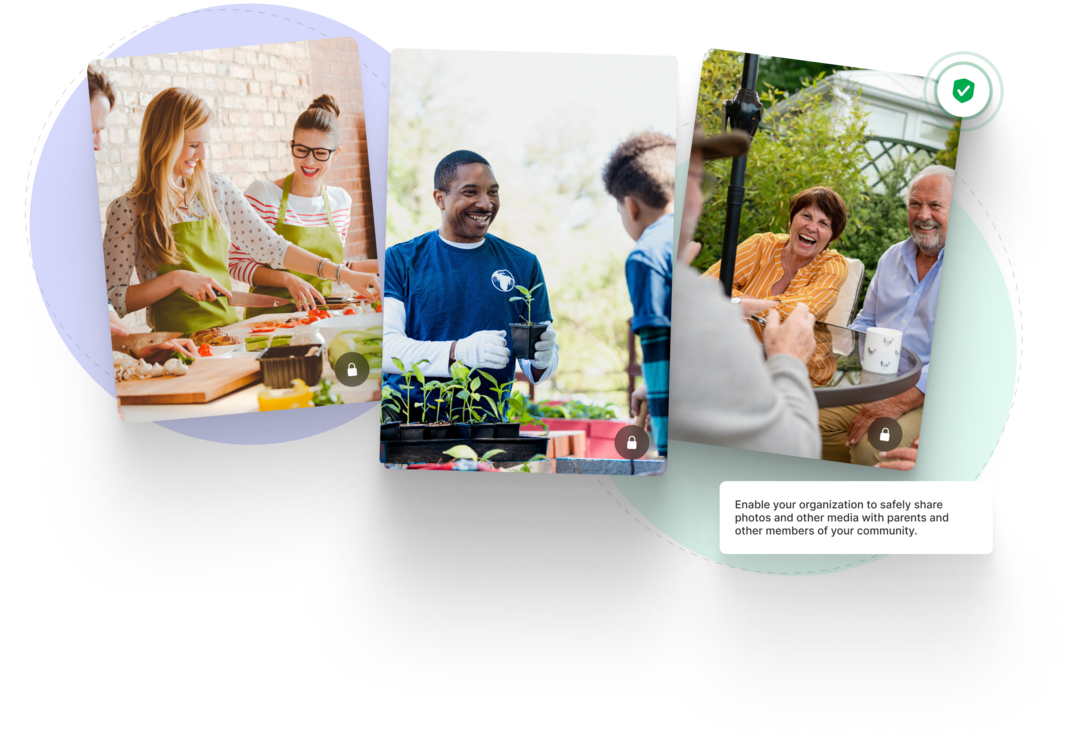 Enable your organization to safely share
photos and other media with parents and
other members of your community.